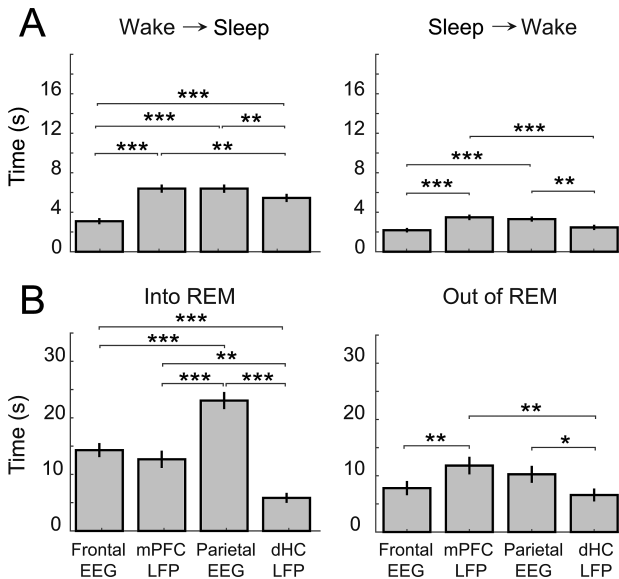 A
Wake → Sleep
Sleep → Wake
Time (s)
16
12
8
4
0
***
***
**
***
**
16
12
8
4
0
***
***
***
**
B
Into REM
Out of REM
Time (s)
30
20
10
0
***
***
**
***
***
30
20
10
0
**
**
*
Frontal EEG
mPFC LFP
Parietal EEG
dHC LFP
Frontal EEG
mPFC LFP
Parietal EEG
dHC LFP